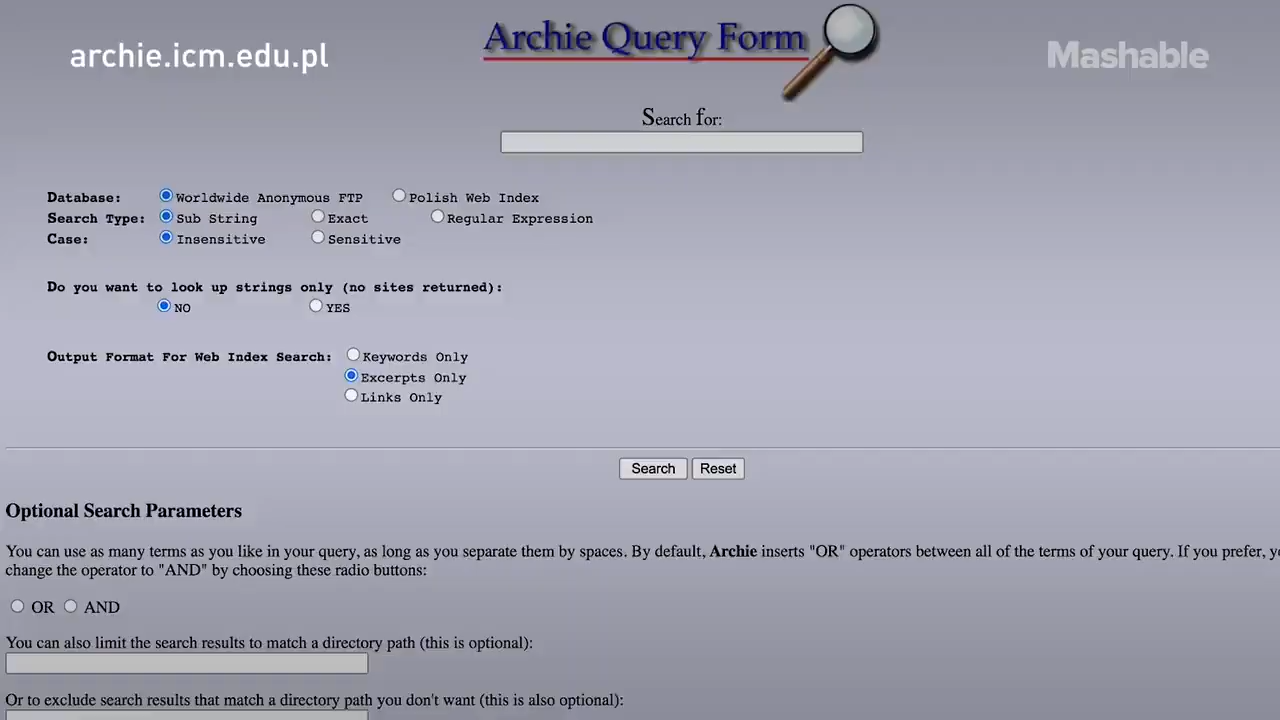 archie.icm.edu.pl
Archie Query Form
Mashable
Search for:
Database: Worldwide Anonymous FTP Polish Web Index
Search Type: Sub String Exact Regular Expression
Case: Insensitive Sensitive
Do you want to look up strings only (no sites returned):
NO YES
Output Format For Web Index Search: Keywords Only
Excerpts Only
Links Only
Search Reset
Optional Search Parameters
You can use as many terms as you like in your query, as long as you separate them by spaces. By default, Archie inserts "OR" operators between all of the terms of your query. If you prefer,
change the operator to "AND" by choosing these radio buttons:
OR AND
You can also limit the search results to match a directory path (this is optional):
Or to exclude search results that match a directory path you don't want (this is also optional):